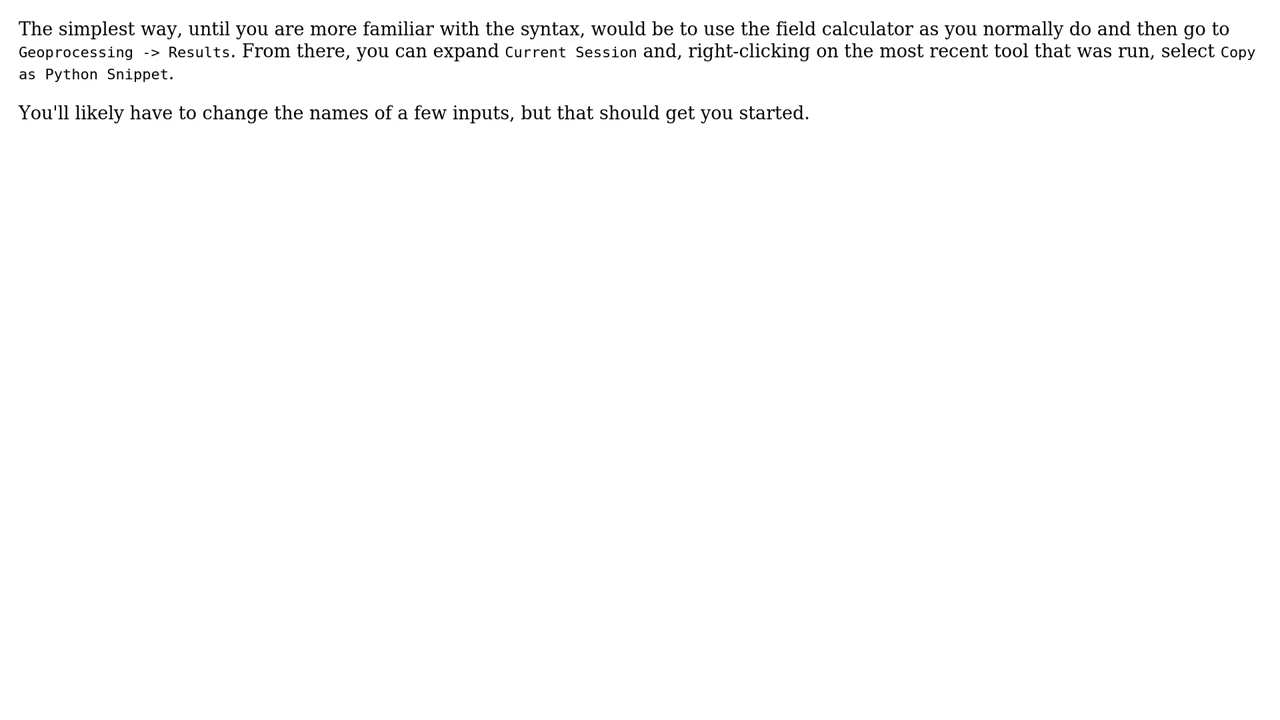 The simplest way, until you are more familiar with the syntax, would be to use the field calculator as you normally do and then go to
Geoprocessing -> Results. From there, you can expand Current Session and, right-clicking on the most recent tool that was run, select Copy
as Python Snippet.
You'll likely have to change the names of a few inputs, but that should get you started.